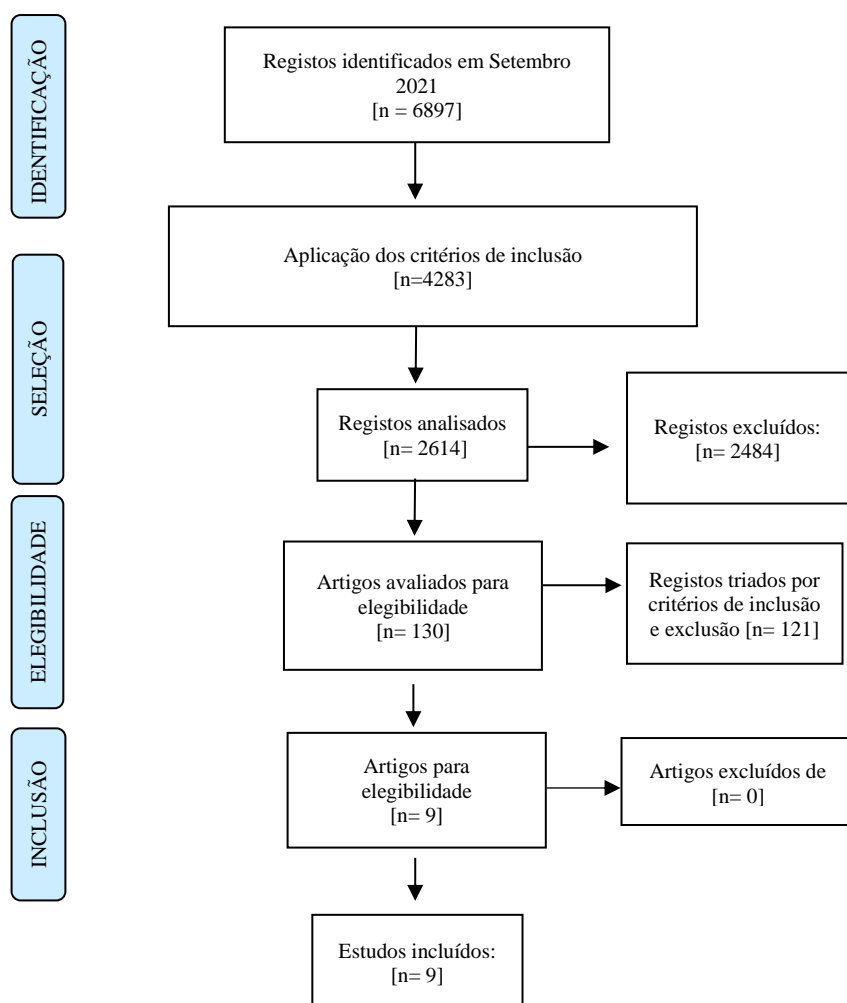 IDENTIFICAÇÃO
Registos identificados em Setembro
2021
[n = 6897]
Aplicação dos critérios de inclusão
[n=4283]
SELEÇÃO
Registos analisados
[n= 2614]
Registos excluídos:
[n= 2484]
ELEGIBILIDADE
Artigos avaliados para
elegibilidade
[n= 130]
Registos triados por
critérios de inclusão
e exclusão [n= 121]
INCLUSÃO
Artigos para
elegibilidade
[n= 9]
Artigos excluídos de
[n= 0]
Estudos incluídos:
[n= 9]